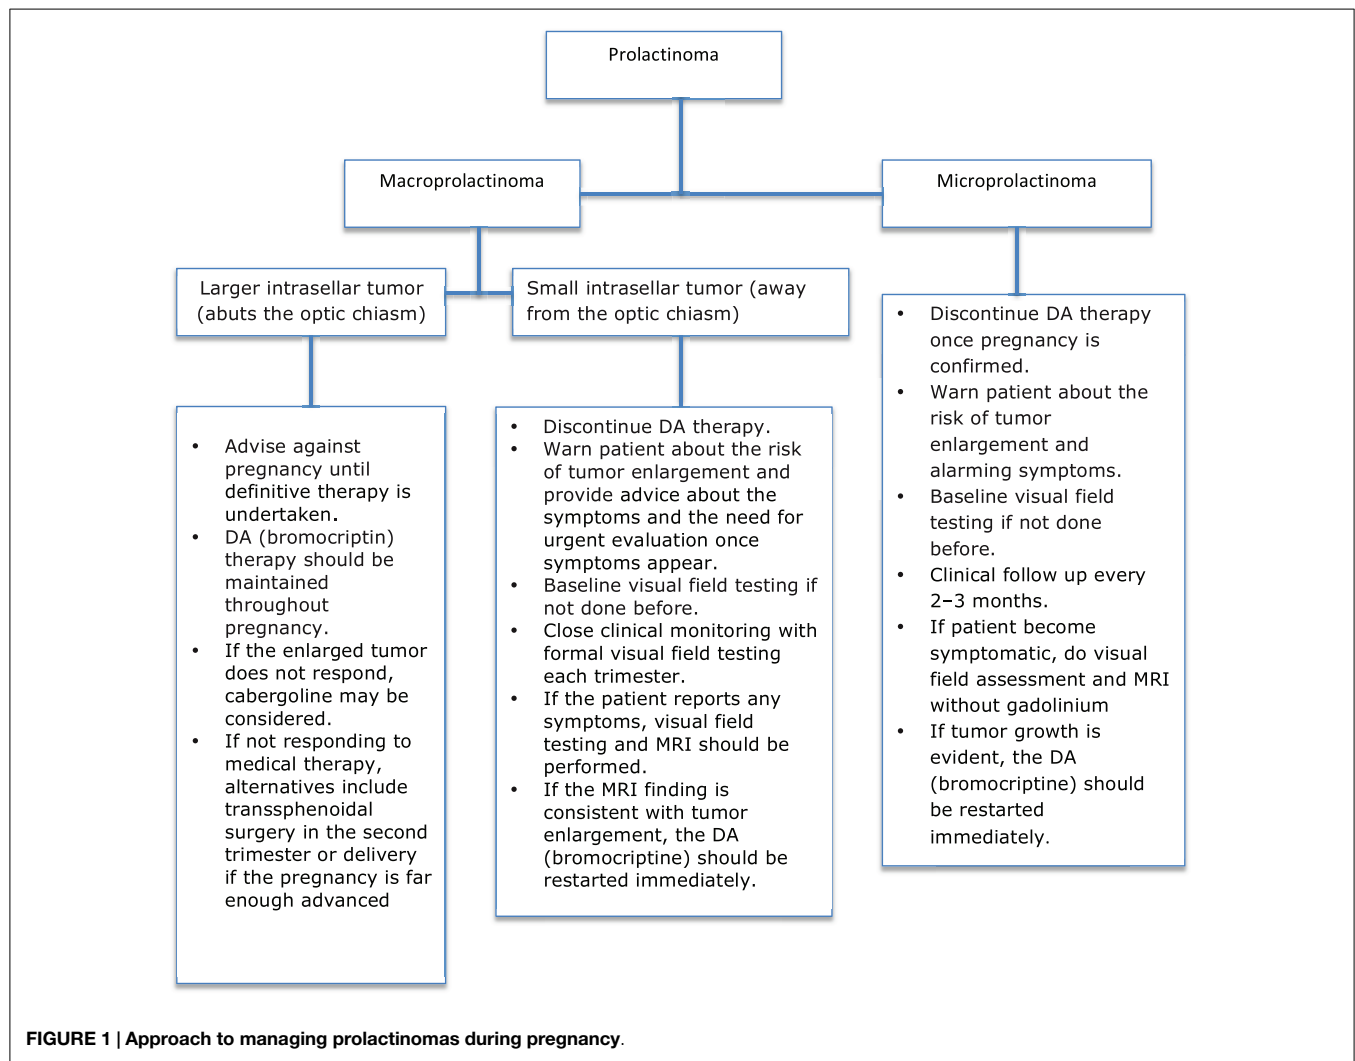 Prolactinoma
Macroprolactinoma
Microprolactinoma
Larger intrasellar tumor
(abuts the optic chiasm)
Small intrasellar tumor (away
from the optic chiasm)
• Advise against
pregnancy until
definitive therapy is
undertaken.
• DA (bromocriptin)
therapy should be
maintained
throughout
pregnancy.
• If the enlarged tumor
does not respond,
cabergoline may be
considered.
• If not responding to
medical therapy,
alternatives include
transsphenoidal
surgery in the second
trimester or delivery
if the pregnancy is far
enough advanced
• Discontinue DA therapy.
• Warn patient about the risk
of tumor enlargement and
provide advice about the
symptoms and the need for
urgent evaluation once
symptoms appear.
• Baseline visual field testing if
not done before.
• Close clinical monitoring with
formal visual field testing
each trimester.
• If the patient reports any
symptoms, visual field
testing and MRI should be
performed.
• If the MRI finding is
consistent with tumor
enlargement, the DA
(bromocriptine) should be
restarted immediately.
• Discontinue DA therapy
once pregnancy is
confirmed.
• Warn patient about the
risk of tumor
enlargement and
alarming symptoms.
• Baseline visual field
testing if not done
before.
• Clinical follow up every
2–3 months.
• If patient become
symptomatic, do visual
field assessment and MRI
without gadolinium
• If tumor growth is
evident, the DA
(bromocriptine) should
be restarted
immediately.
FIGURE 1 | Approach to managing prolactinomas during pregnancy.